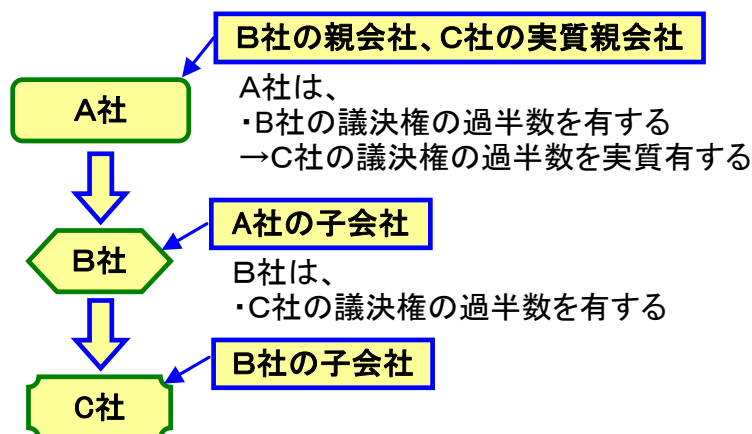 B社の親会社、C社の実質親会社
A社
A社は、
・B社の議決権の過半数を有する
→C社の議決権の過半数を実質有する
A社の子会社
B社
B社は、
・C社の議決権の過半数を有する
B社の子会社
C社